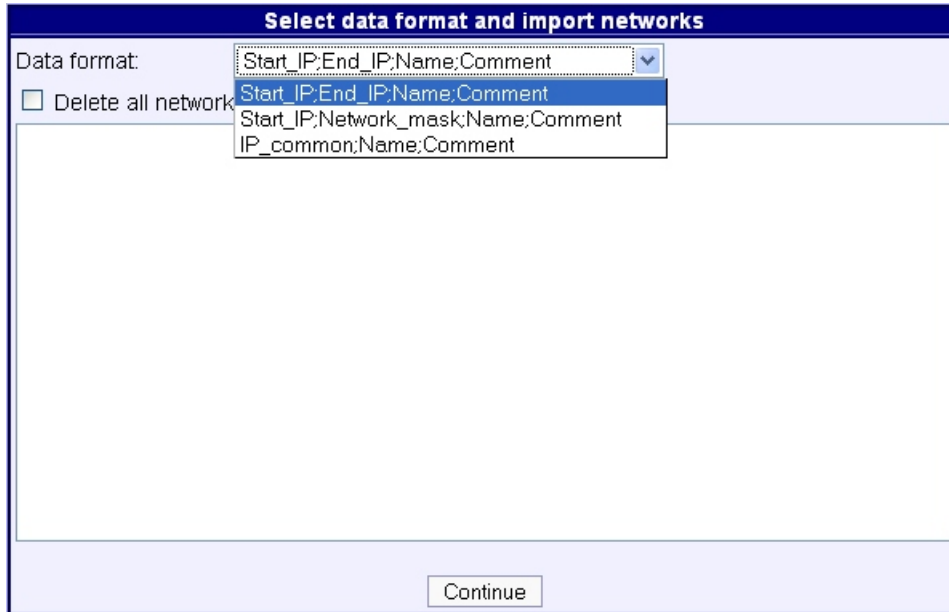 Select data format and import networks
Data format:
Start_IP;End_IP;Name;Comment
Start_IP;End_IP;Name;Comment
Delete all network
Start_IP;Network_mask;Name;Comment
IP_common;Name;Comment
Continue